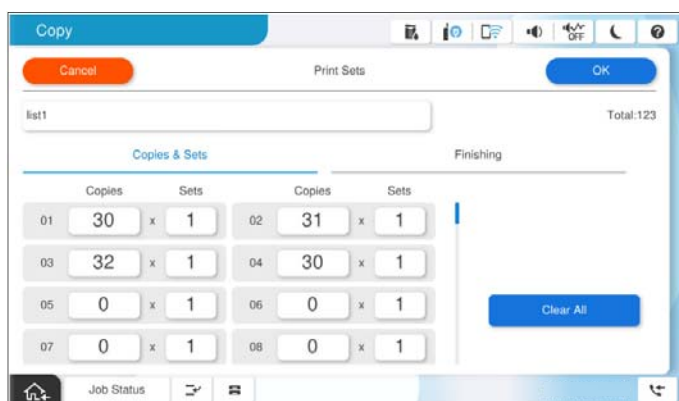 Copy
OFF
Cancel Print Sets OK
list1 Total:123
Copies & Sets Finishing
Copies Sets Copies Sets
01 30 x 1 02 31 x 1
03 32 x 1 04 30 x 1
05 0 x 1 06 0 x 1
Clear All
07 0 x 1 08 0 x 1
Job Status